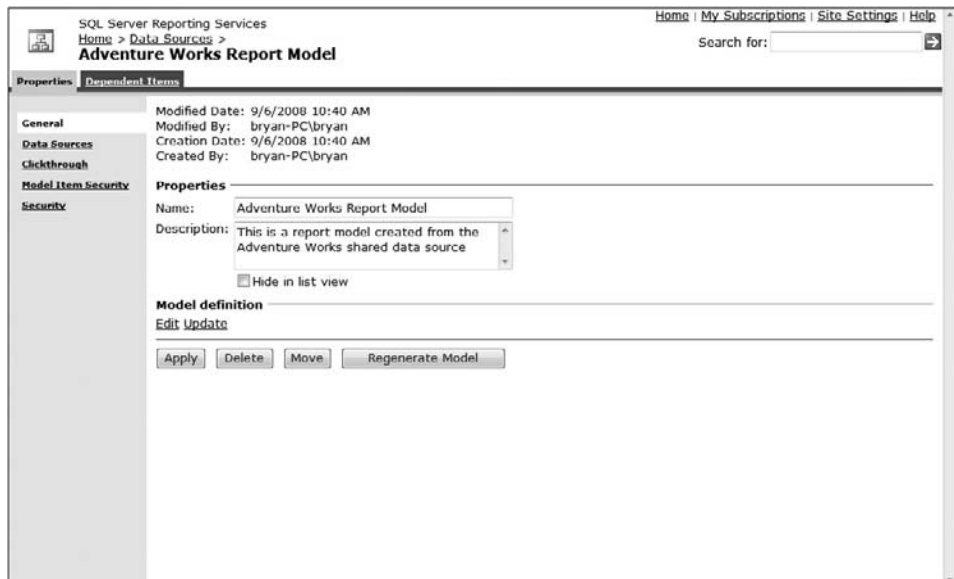 SQL Server Reporting Services
Home > Data Sources >
Adventure Works Report Model
Home | My Subscriptions | Site Settings | Help
Search for:
Properties Dependent Items
General
Data Sources
Clickthrough
Model Item Security
Security
Modified Date: 9/6/2008 10:40 AM
Modified By: bryan-PC\bryan
Creation Date: 9/6/2008 10:40 AM
Created By: bryan-PC\bryan
Properties
Name: Adventure Works Report Model
Description: This is a report model created from the
Adventure Works shared data source
Hide in list view
Model definition
Edit Update
Apply Delete Move Regenerate Model